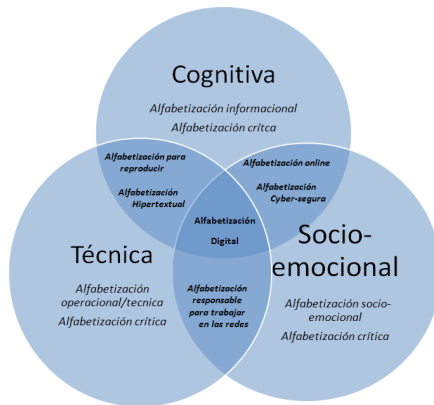 Cognitiva
Alfabetización informacional
Alfabetización crítca
Alfabetización para
reproducir
Alfabetización
Hipertextual
Alfabetización online
Alfabetización
Cyber-segura
Alfabetización
Digital
Técnica
Alfabetización
operacional/tecnica
Alfabetización crítica
Alfabetización
responsable
para trabajar
en las redes
Socio-
emocional
Alfabetización socio-
emocional
Alfabetización crítica